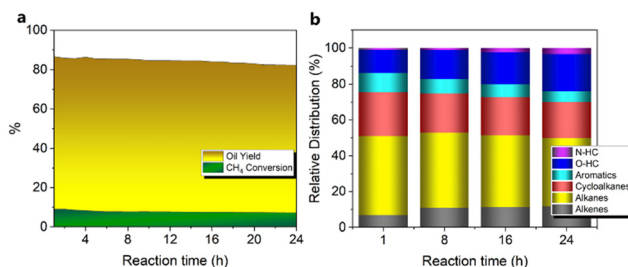 a
100
80
60
40
20
0
%
Oil Yield
CH₄ Conversion
4 8 12 16 20 24
Reaction time (h)
b
100
80
60
40
20
0
Relative Distribution (%)
N-HC
O-HC
Aromatics
Cycloalkanes
Alkanes
Alkenes
1 8 16 24
Reaction time (h)